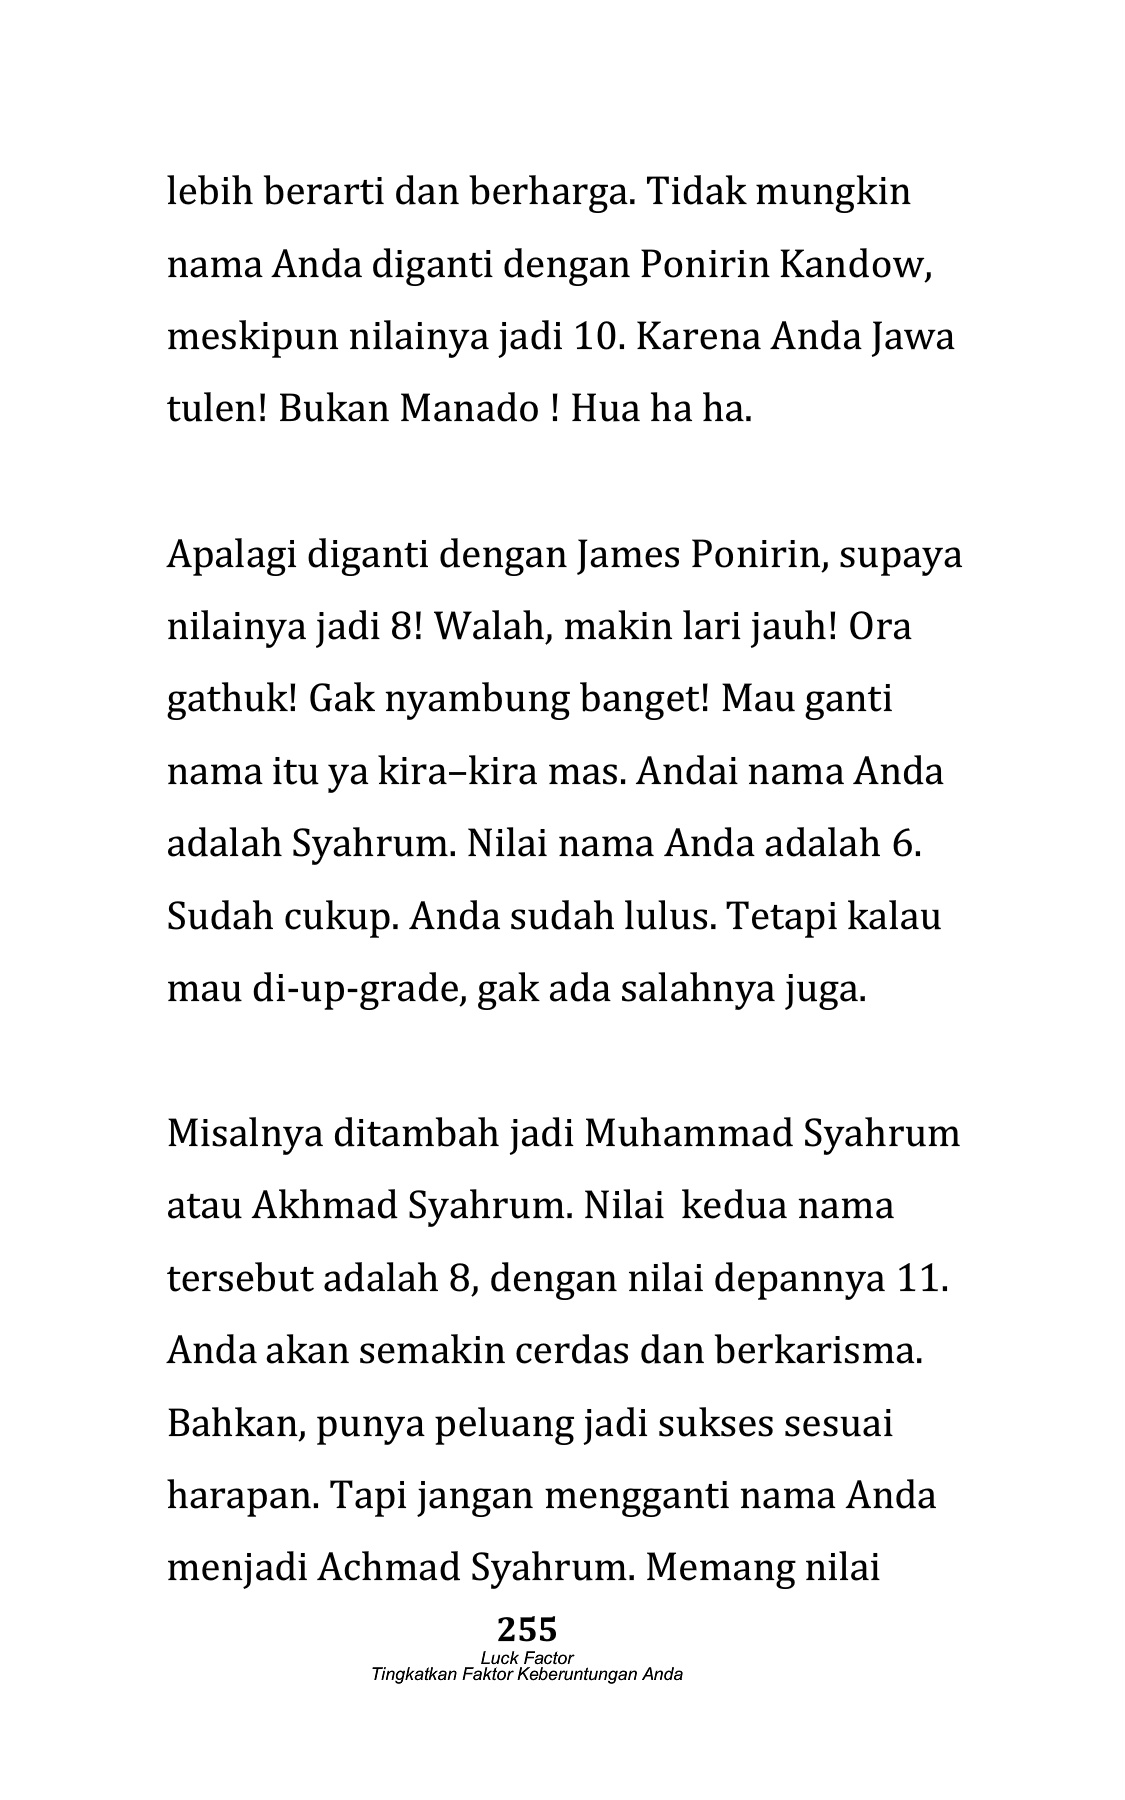 lebih berarti dan berharga. Tidak mungkin
nama Anda diganti dengan Ponirin Kandow,
meskipun nilainya jadi 10. Karena Anda Jawa
tulen! Bukan Manado ! Hua ha ha.
Apalagi diganti dengan James Ponirin, supaya
nilainya jadi 8! Walah, makin lari jauh! Ora
gathuk! Gak nyambung banget! Mau ganti
nama itu ya kira–kira mas. Andai nama Anda
adalah Syahrum. Nilai nama Anda adalah 6.
Sudah cukup. Anda sudah lulus. Tetapi kalau
mau di-up-grade, gak ada salahnya juga.
Misalnya ditambah jadi Muhammad Syahrum
atau Akhmad Syahrum. Nilai  kedua nama
tersebut adalah 8, dengan nilai depannya 11.
Anda akan semakin cerdas dan berkarisma.
Bahkan, punya peluang jadi sukses sesuai
harapan. Tapi jangan mengganti nama Anda
menjadi Achmad Syahrum. Memang nilai
255
Luck Factor
Tingkatkan Faktor Keberuntungan Anda